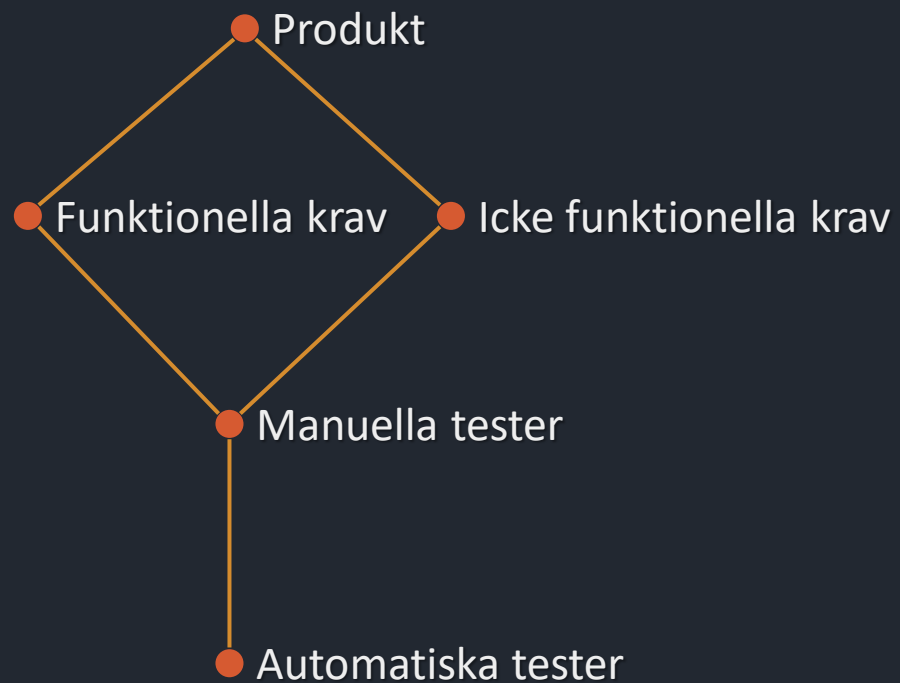 Produkt
Funktionella krav
Icke funktionella krav
Manuella tester
Automatiska tester